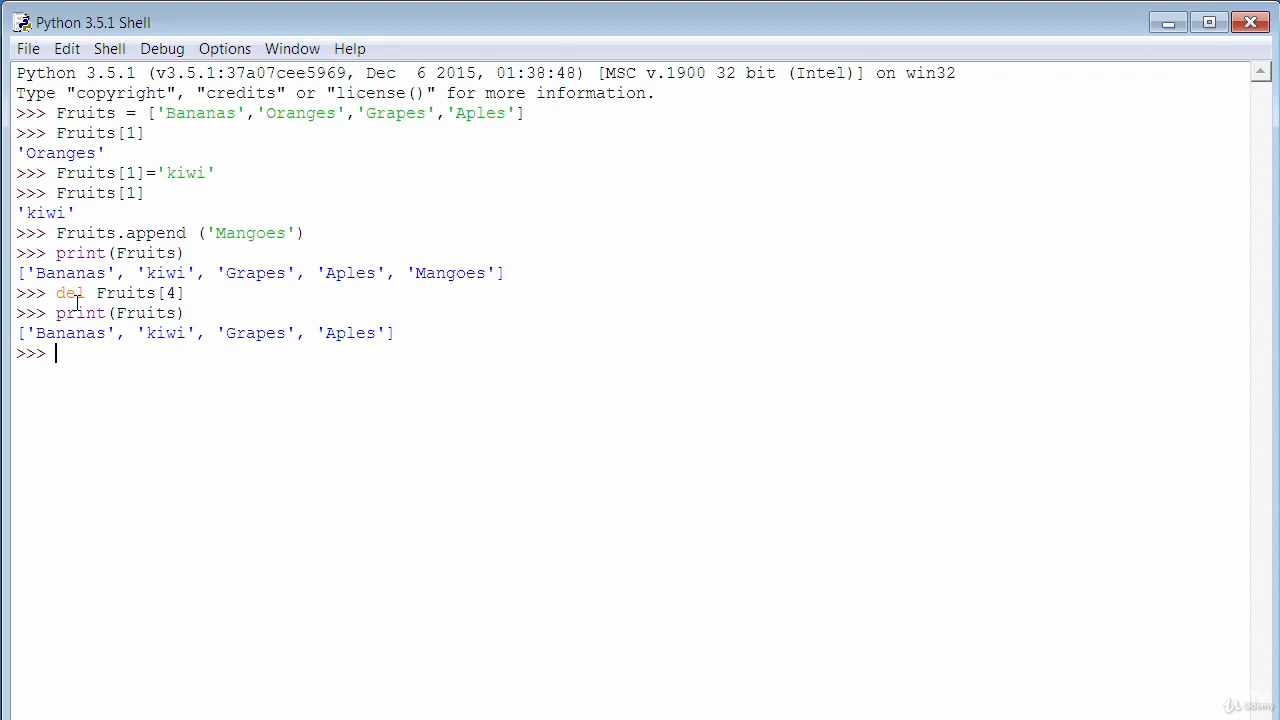 Python 3.5.1 Shell
File Edit Shell Debug Options Window Help
Python 3.5.1 (v3.5.1:37a07cee5969, Dec  6 2015, 01:38:48) [MSC v.1900 32 bit (Intel)] on win32
Type "copyright", "credits" or "license()" for more information.
>>> Fruits = ['Bananas','Oranges','Grapes','Aples']
>>> Fruits[1]
'Oranges'
>>> Fruits[1]='kiwi'
>>> Fruits[1]
'kiwi'
>>> Fruits.append ('Mangoes')
>>> print(Fruits)
['Bananas', 'kiwi', 'Grapes', 'Aples', 'Mangoes']
>>> del Fruits[4]
>>> print(Fruits)
['Bananas', 'kiwi', 'Grapes', 'Aples']
>>>
Udemy